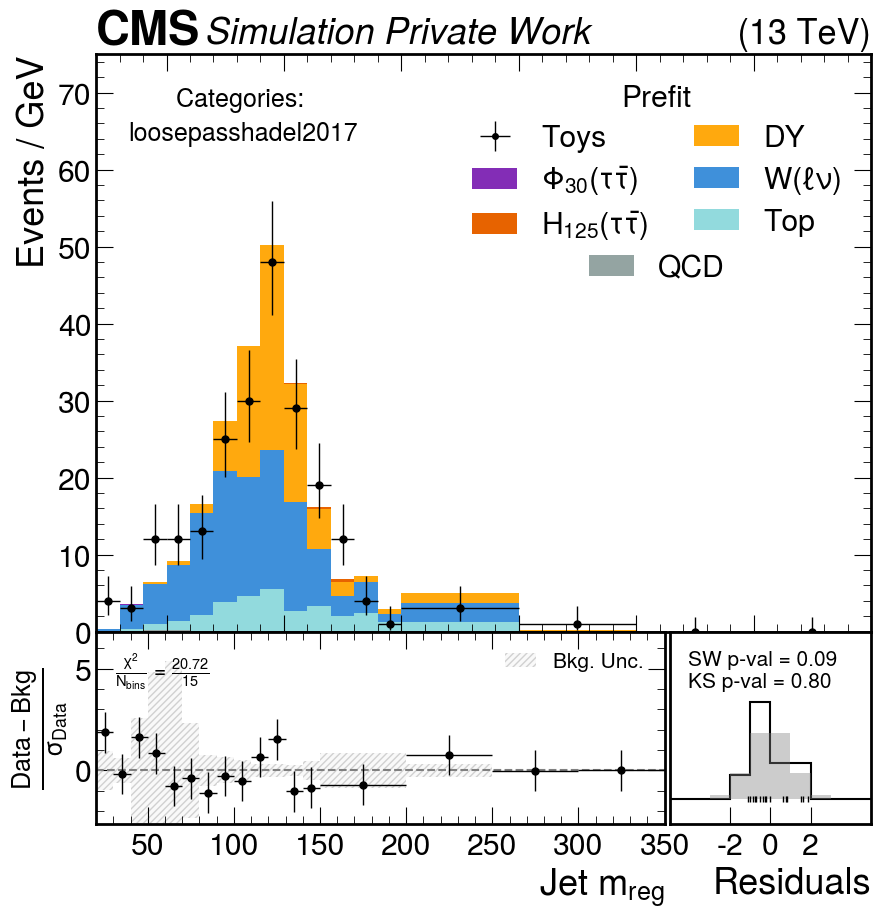 CMS Simulation Private Work (13 TeV)
Events / GeV
70
60
50
40
30
20
10
0
Categories:
loosepasshadel2017
Prefit
Toys
Φ30(ττ̄)
H125(ττ̄)
DY
W(ℓν)
Top
QCD
Data – Bkg
σData
5
0
χ²
Nbins
=
20.72
15
Bkg. Unc.
50 100 150 200 250 300 350
Jet mreg
SW p-val = 0.09
KS p-val = 0.80
-2 0 2
Residuals